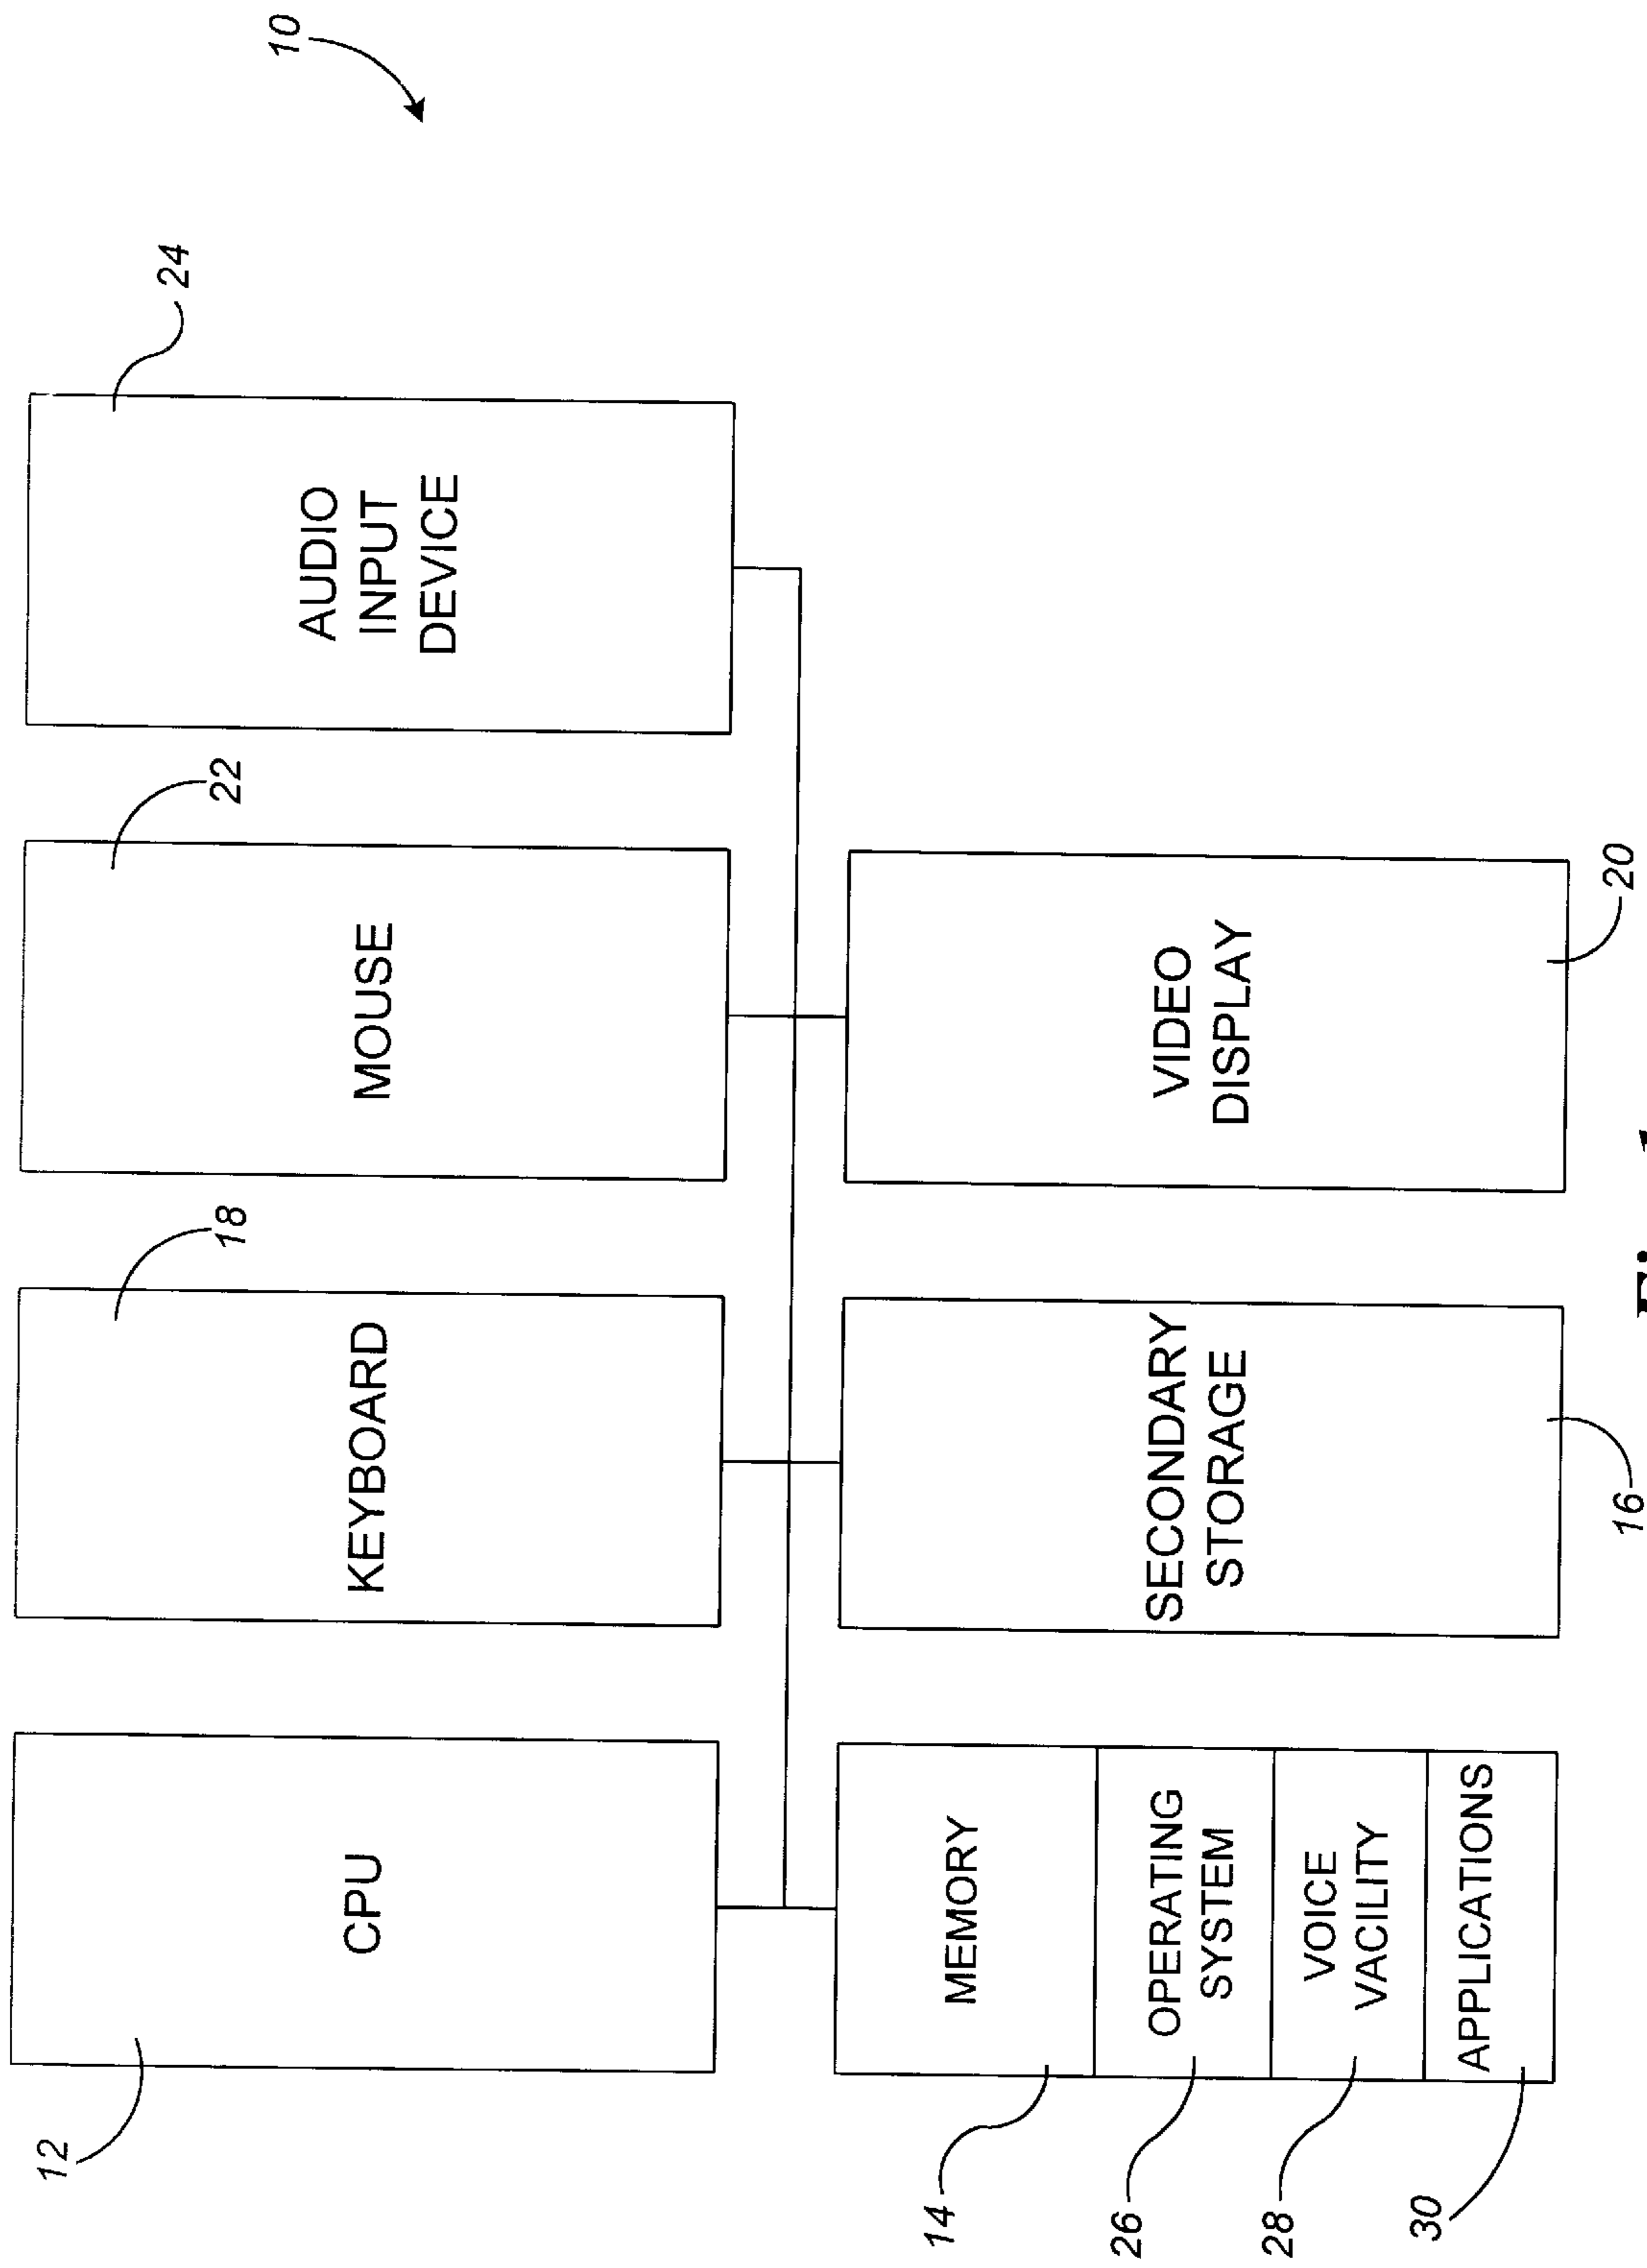 10
12
CPU
18
KEYBOARD
22
MOUSE
24
AUDIO
INPUT
DEVICE
14
MEMORY
26
OPERATING
SYSTEM
28
VOICE
VACILITY
30
APPLICATIONS
SECONDARY
STORAGE
16
VIDEO
DISPLAY
20